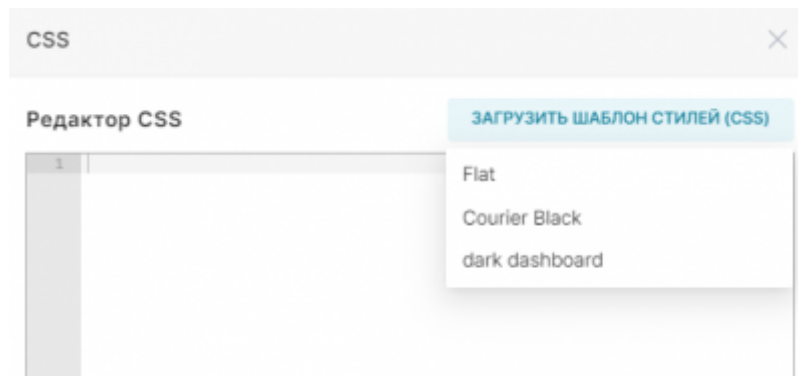 CSS
Редактор CSS
ЗАГРУЗИТЬ ШАБЛОН СТИЛЕЙ (CSS)
1
Flat
Courier Black
dark dashboard